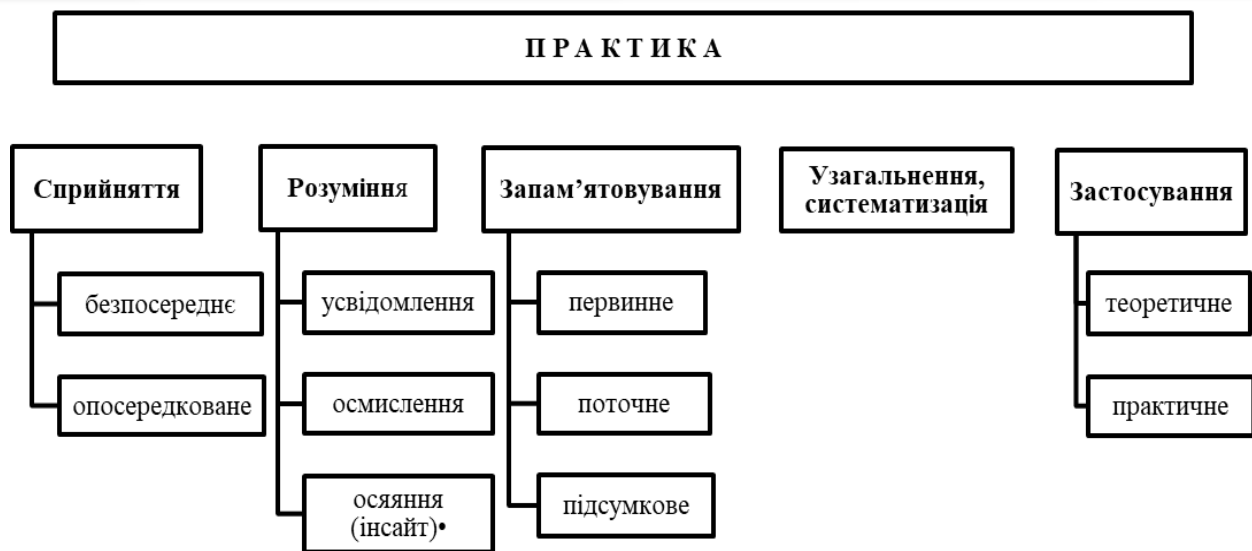 П Р А К Т И К А
Сприйняття
безпосереднє
опосередковане
Розуміння
усвідомлення
осмислення
осяяння
(інсайт)•
Запам’ятовування
первинне
поточне
підсумкове
Узагальнення,
систематизація
Застосування
теоретичне
практичне